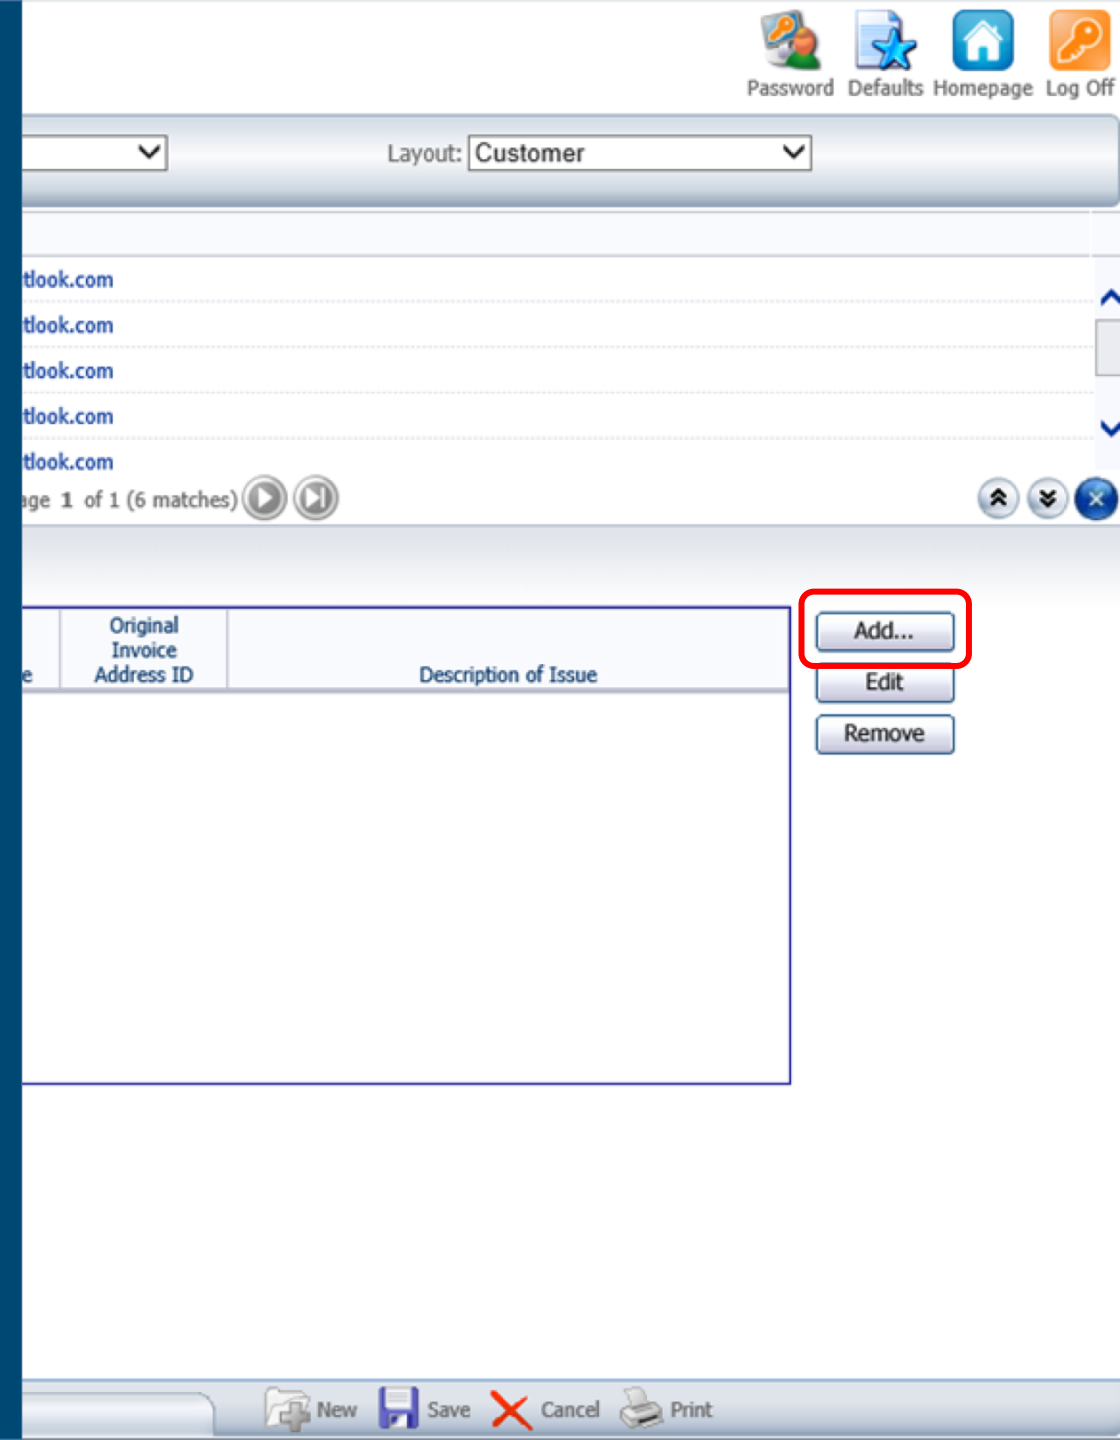 Password Defaults Homepage Log Off
Layout: Customer
tlook.com
tlook.com
tlook.com
tlook.com
tlook.com
age 1 of 1 (6 matches)
Original
Invoice
e Address ID Description of Issue
Add...
Edit
Remove
New Save Cancel Print